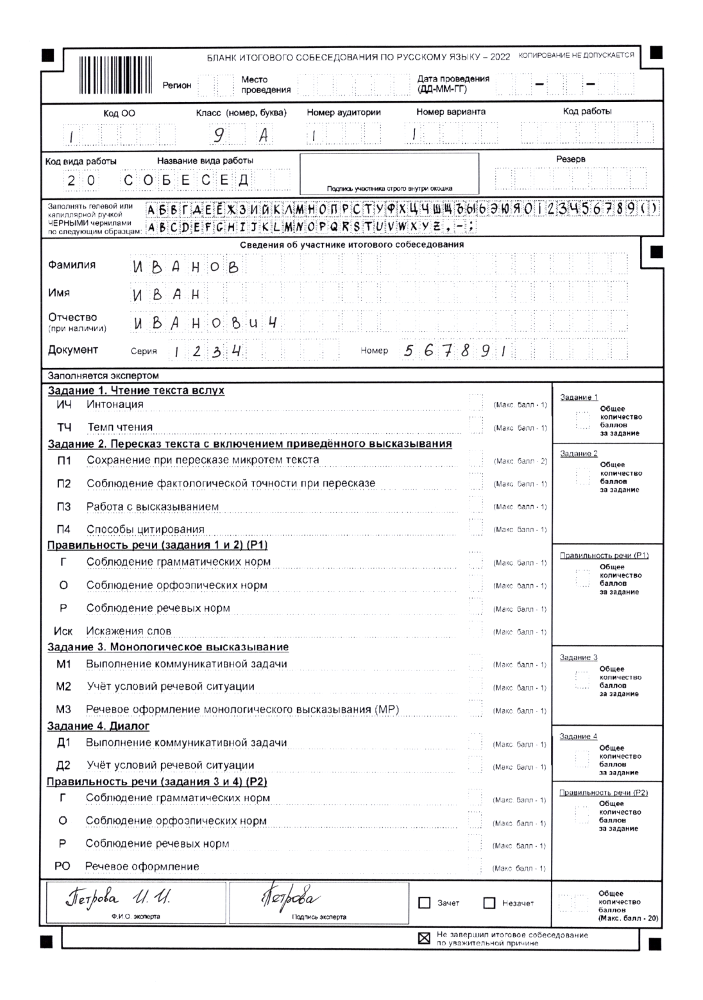 БЛАНК ИТОГОВОГО СОБЕСЕДОВАНИЯ ПО РУССКОМУ ЯЗЫКУ – 2022 КОПИРОВАНИЕ НЕ ДОПУСКАЕТСЯ
Регион Место проведения Дата проведения (ДД-ММ-ГГ) – –
Код ОО Класс (номер, буква) Номер аудитории Номер варианта Код работы
1 9 А 1 1
Код вида работы Название вида работы Резерв
20 СОБЕСЕД
Подпись участника строго внутри окошка
Заполнять гелевой или
капиллярной ручкой
ЧЕРНЫМИ чернилами
по следующим образцам:
АБВГДЕЁЖЗИЙКЛМНОПРСТУФХЦЧШЩЪЫЬЭЮЯ0123456789()
ABCDEFGHIJKLMNOPQRSTUVWXYZ,-;
Сведения об участнике итогового собеседования
Фамилия ИВАНОВ
Имя ИВАН
Отчество (при наличии) ИВАНОВИЧ
Документ Серия 1234 Номер 567891
Заполняется экспертом
Задание 1. Чтение текста вслух
ИЧ Интонация (Макс. балл - 1)
ТЧ Темп чтения (Макс. балл - 1)
Задание 1
Общее
количество
баллов
за задание
Задание 2. Пересказ текста с включением приведённого высказывания
П1 Сохранение при пересказе микротем текста (Макс. балл - 2)
П2 Соблюдение фактологической точности при пересказе (Макс. балл - 1)
П3 Работа с высказыванием (Макс. балл - 1)
П4 Способы цитирования (Макс. балл - 1)
Задание 2
Общее
количество
баллов
за задание
Правильность речи (задания 1 и 2) (Р1)
Г Соблюдение грамматических норм (Макс. балл - 1)
О Соблюдение орфоэпических норм (Макс. балл - 1)
Р Соблюдение речевых норм (Макс. балл - 1)
Иск Искажения слов (Макс. балл - 1)
Правильность речи (Р1)
Общее
количество
баллов
за задание
Задание 3. Монологическое высказывание
М1 Выполнение коммуникативной задачи (Макс. балл - 1)
М2 Учёт условий речевой ситуации (Макс. балл - 1)
М3 Речевое оформление монологического высказывания (МР) (Макс. балл - 1)
Задание 3
Общее
количество
баллов
за задание
Задание 4. Диалог
Д1 Выполнение коммуникативной задачи (Макс. балл - 1)
Д2 Учёт условий речевой ситуации (Макс. балл - 1)
Задание 4
Общее
количество
баллов
за задание
Правильность речи (задания 3 и 4) (Р2)
Г Соблюдение грамматических норм (Макс. балл - 1)
О Соблюдение орфоэпических норм (Макс. балл - 1)
Р Соблюдение речевых норм (Макс. балл - 1)
РО Речевое оформление (Макс. балл - 1)
Правильность речи (Р2)
Общее
количество
баллов
за задание
Петрова И. И. Петрова
Ф.И.О. эксперта Подпись эксперта
Зачет Незачет
Общее
количество
баллов
(Макс. балл - 20)
Не завершил итоговое собеседование
по уважительной причине